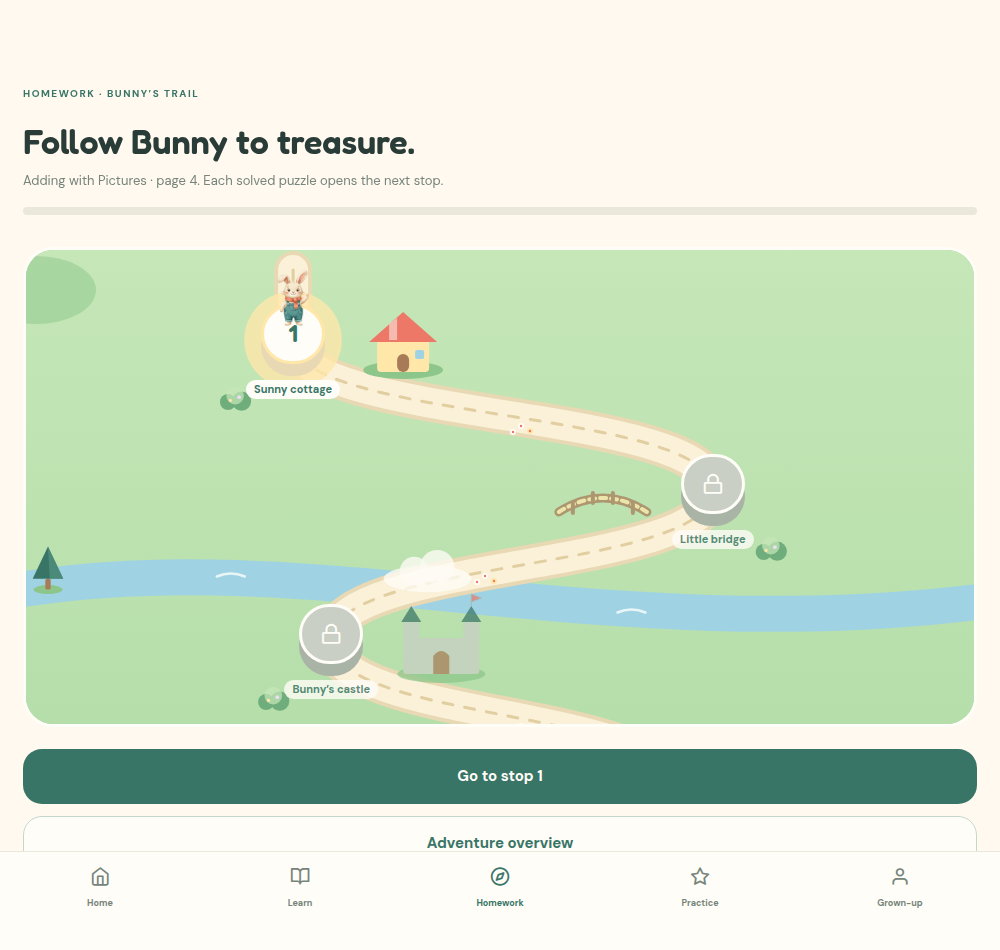 HOMEWORK · BUNNY’S TRAIL
Follow Bunny to treasure.
Adding with Pictures · page 4. Each solved puzzle opens the next stop.
1
Sunny cottage
Little bridge
Bunny’s castle
Go to stop 1
Adventure overview
Home
Learn
Homework
Practice
Grown-up